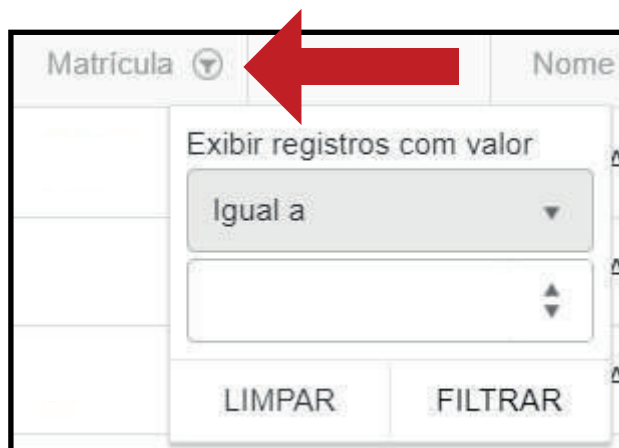 Matrícula Nome
Exibir registros com valor
Igual a
LIMPAR FILTRAR